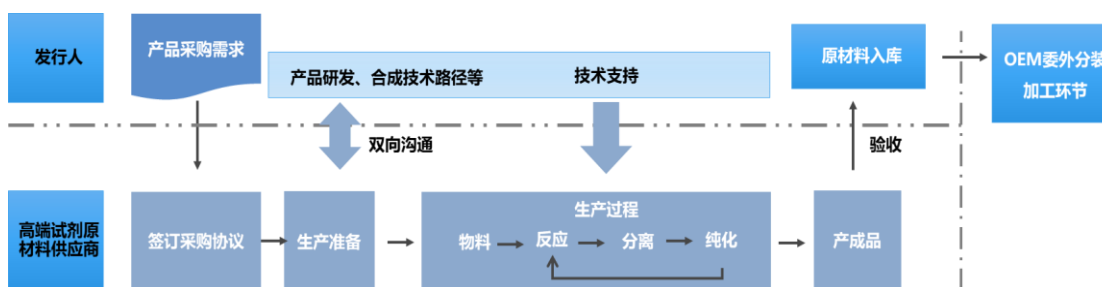 发行人
产品采购需求
产品研发、合成技术路径等
技术支持
原材料入库
OEM委外分装
加工环节
双向沟通
验收
高端试剂原
材料供应商
签订采购协议
生产准备
生产过程
物料
反应
分离
纯化
产成品